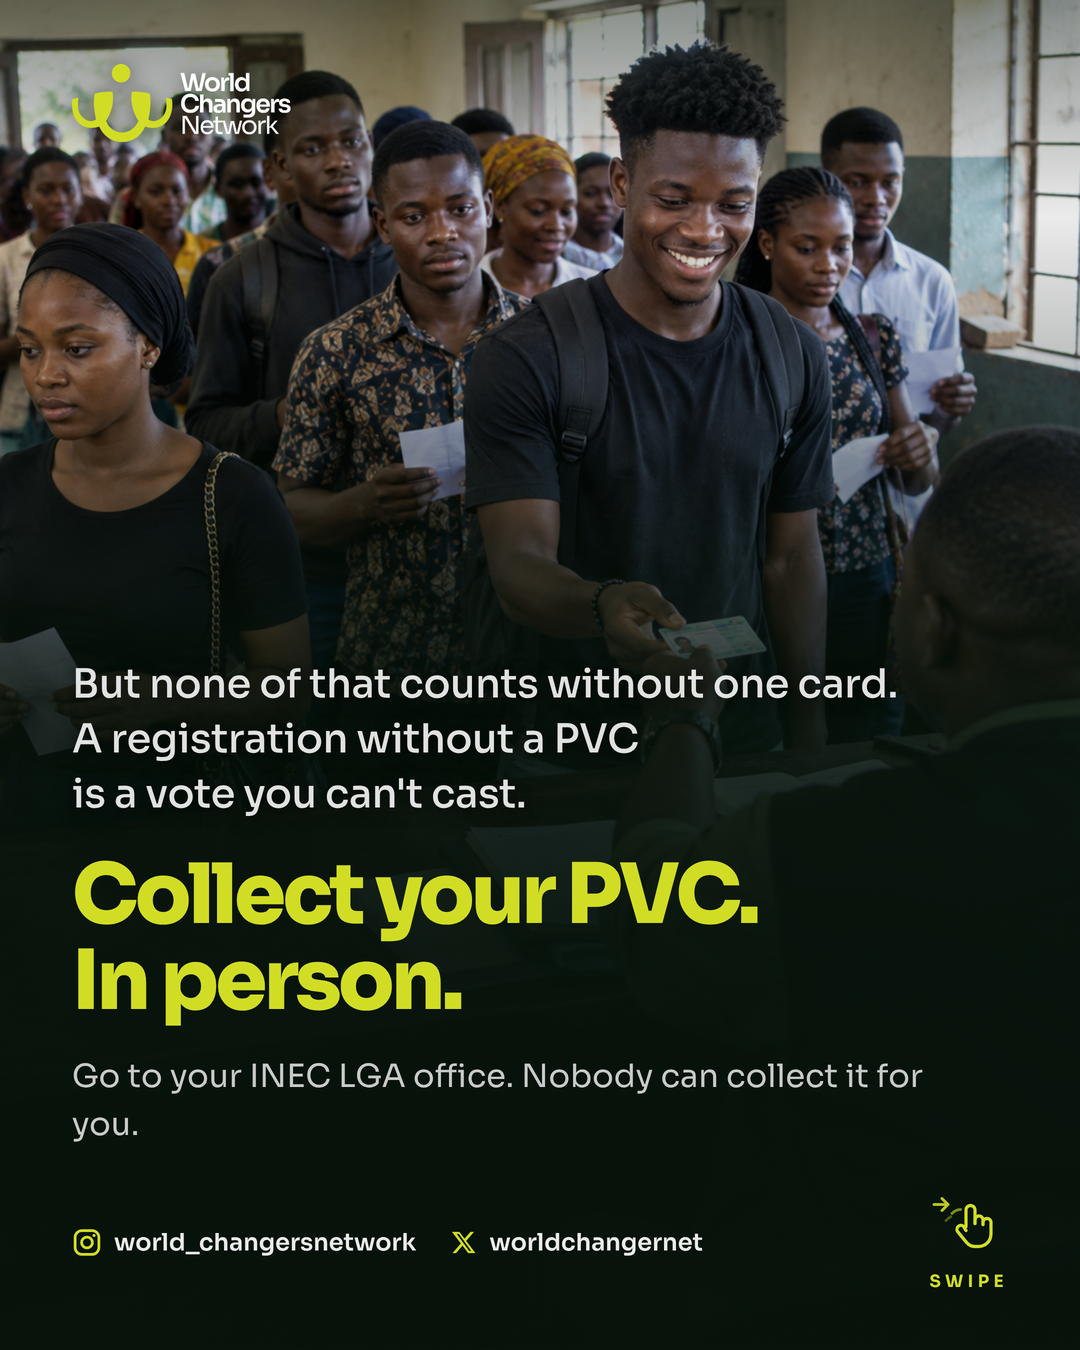 World
Changers
Network
But none of that counts without one card.
A registration without a PVC
is a vote you can't cast.
Collect your PVC.
In person.
Go to your INEC LGA office. Nobody can collect it for
you.
world_changersnetwork
worldchangernet
SWIPE